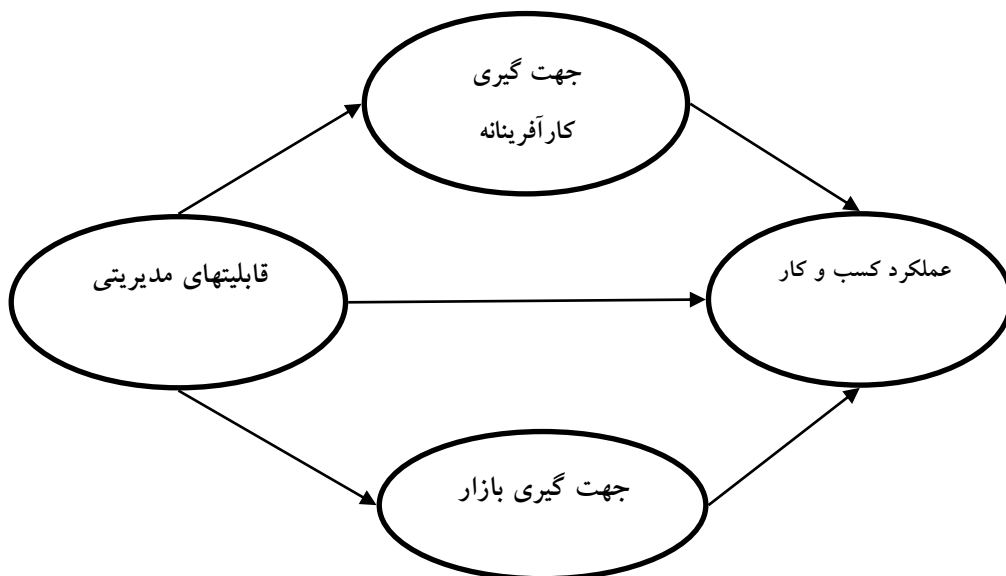 جهت گیری
کارآفرینانه
قابلیتهای مدیریتی
عملکرد کسب و کار
جهت گیری بازار